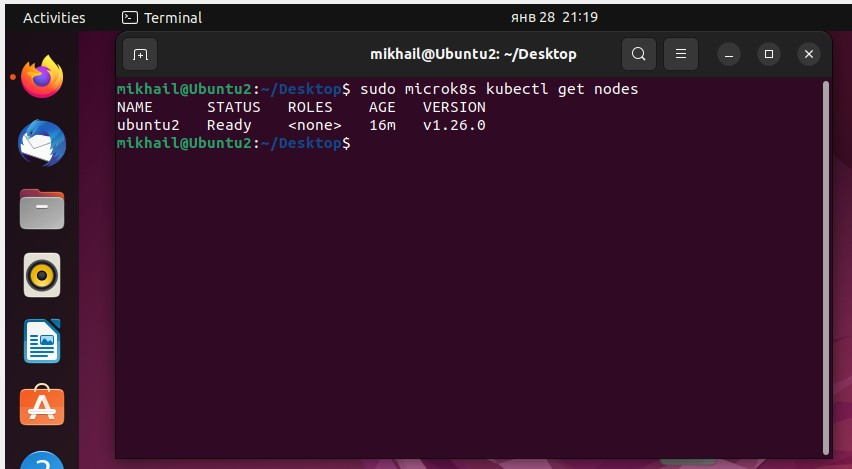 Activities
Terminal
янв 28 21:19
mikhail@Ubuntu2: ~/Desktop
mikhail@Ubuntu2:~/Desktop$ sudo microk8s kubectl get nodes
NAME STATUS ROLES AGE VERSION
ubuntu2 Ready <none> 16m v1.26.0
mikhail@Ubuntu2:~/Desktop$